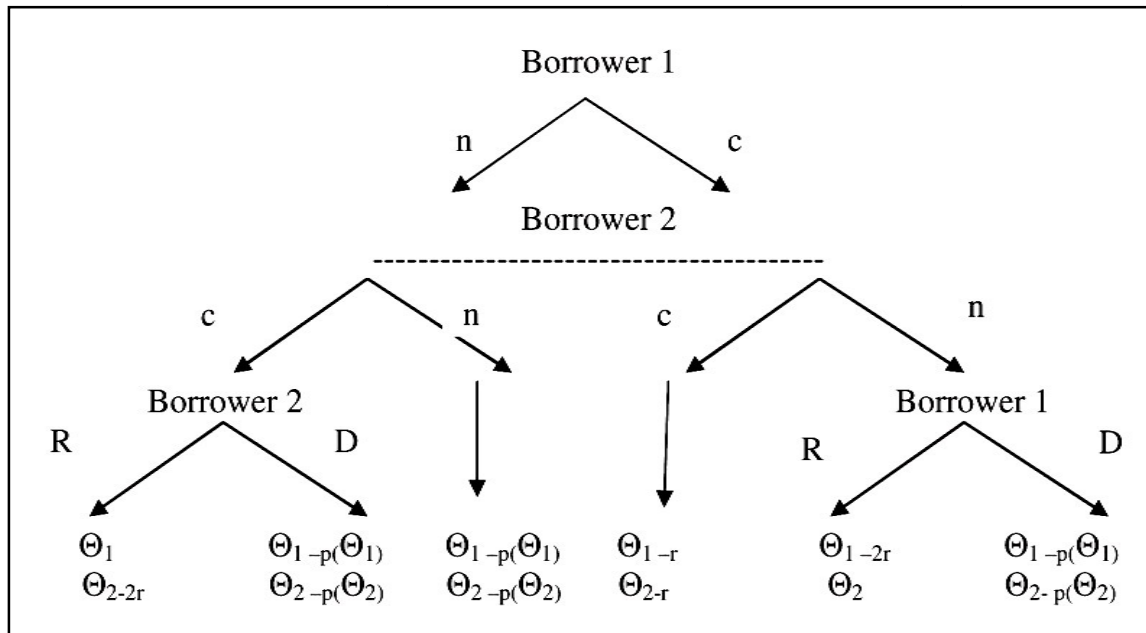 Borrower 1
n c
Borrower 2
c n c n
Borrower 2 Borrower 1
R D R D
Θ₁ Θ₁ ₋ₚ(Θ₁) Θ₁ ₋ₚ(Θ₁) Θ₁ ₋ᵣ Θ₁ ₋₂ᵣ Θ₁ ₋ₚ(Θ₁)
Θ₂₋₂ᵣ Θ₂ ₋ₚ(Θ₂) Θ₂ ₋ₚ(Θ₂) Θ₂₋ᵣ Θ₂ Θ₂₋ ₚ(Θ₂)